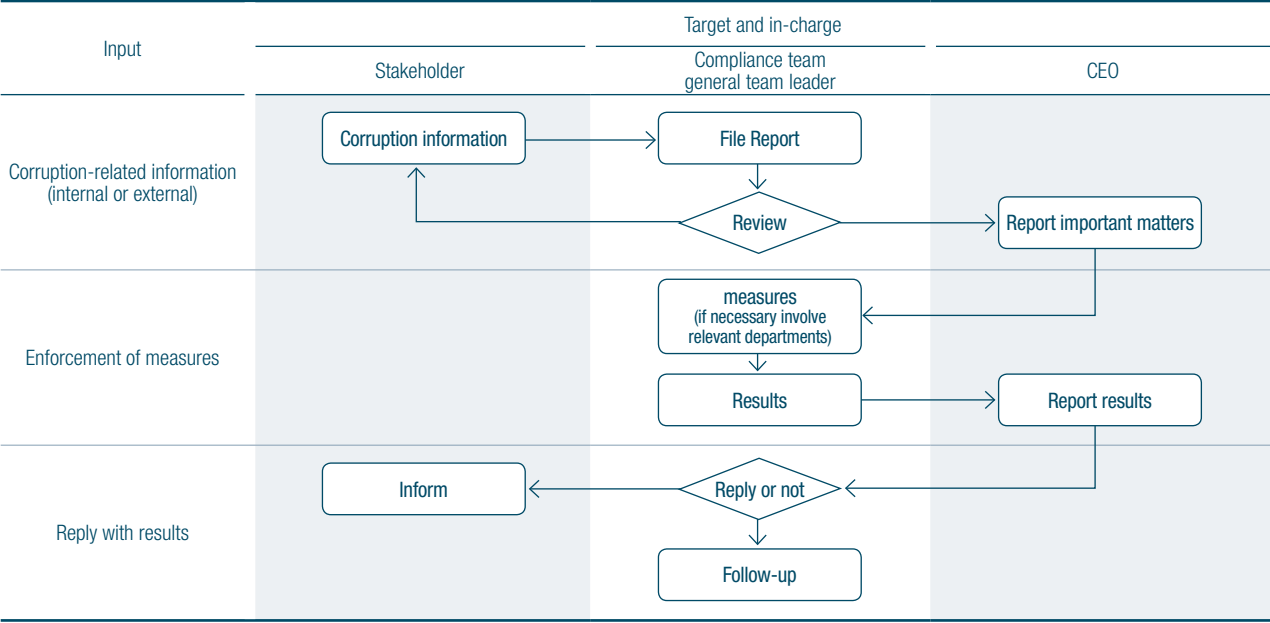 Input
Target and in-charge
Stakeholder
Compliance team
general team leader
CEO
Corruption-related information
(internal or external)
Corruption information
File Report
Review
Report important matters
Enforcement of measures
measures
(if necessary involve
relevant departments)
Results
Report results
Reply with results
Inform
Reply or not
Follow-up